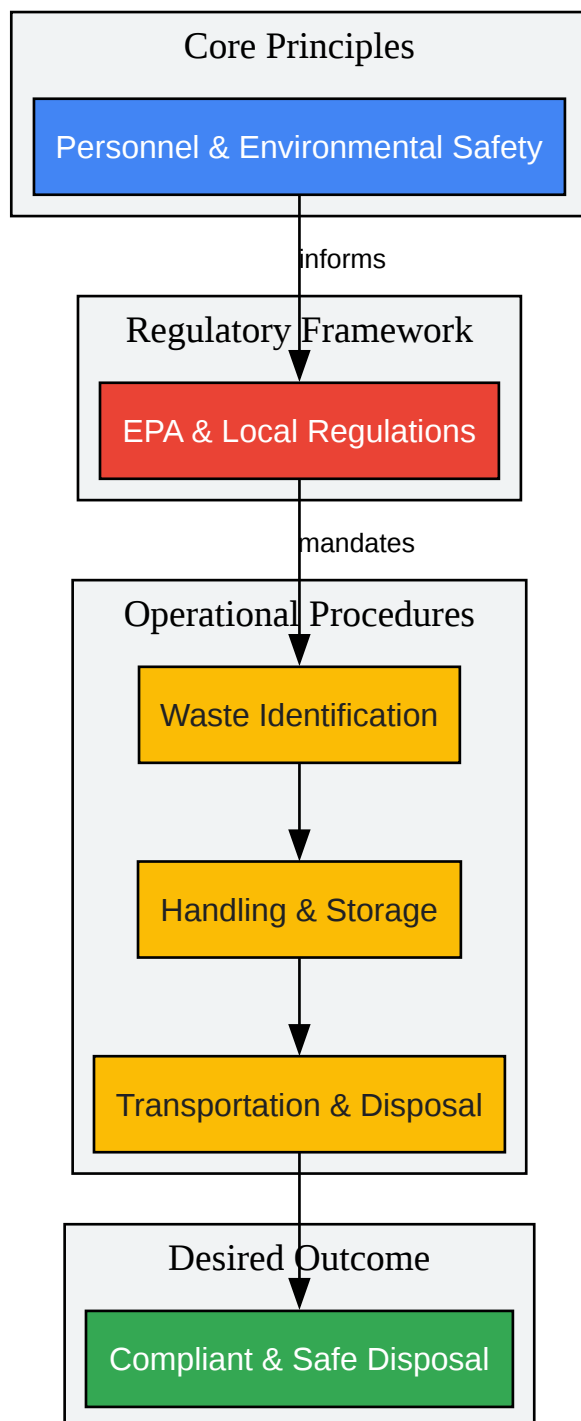 Core Principles
Personnel & Environmental Safety
informs
Regulatory Framework
EPA & Local Regulations
mandates
Operational Procedures
Waste Identification
Handling & Storage
Transportation & Disposal
Desired Outcome
Compliant & Safe Disposal